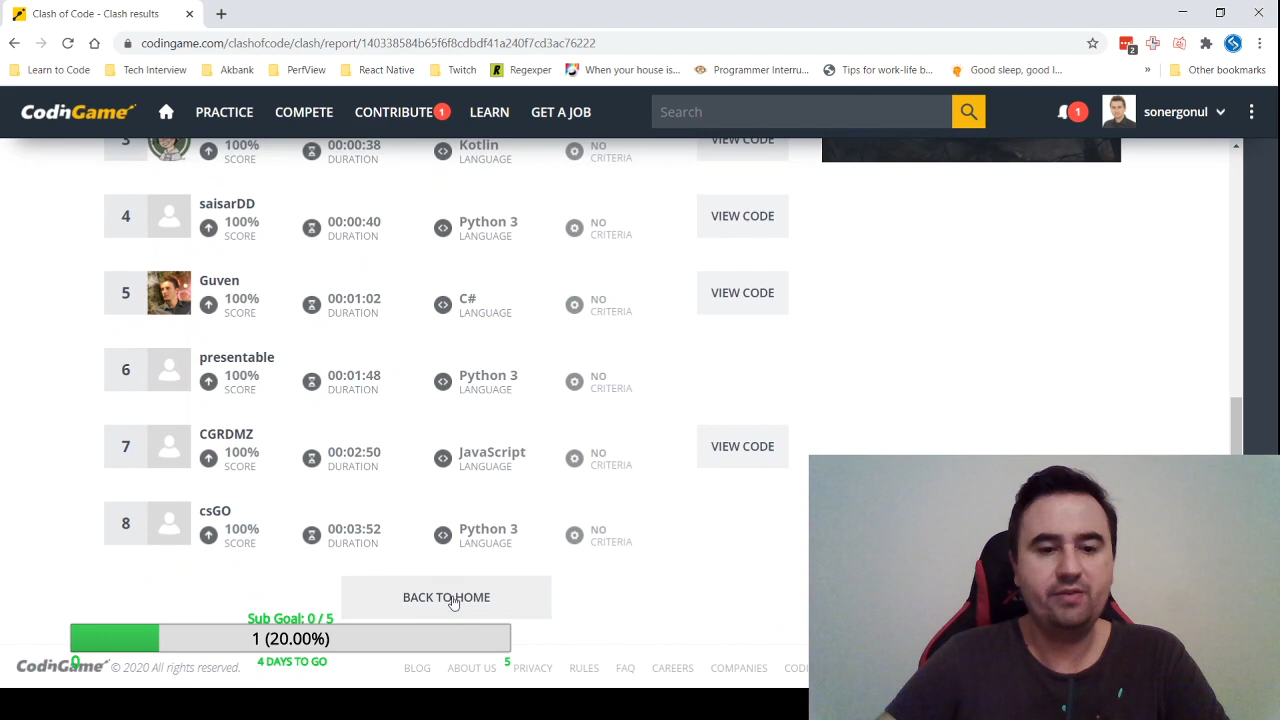 Clash of Code - Clash results
codingame.com/clashofcode/clash/report/140338584b65f6f8cdbdf41a240f7cd3ac76222
2
Learn to Code Tech Interview Akbank PerfView React Native Twitch Regexper When your house is... Programmer Interru... Tips for work-life b... Good sleep, good l... » Other bookmarks
CodinGame PRACTICE COMPETE CONTRIBUTE 1 LEARN GET A JOB Search 1 sonergonul
3 100% 00:00:38 Kotlin NO VIEW CODE
SCORE DURATION LANGUAGE CRITERIA
saisarDD
4 100% 00:00:40 Python 3 NO VIEW CODE
SCORE DURATION LANGUAGE CRITERIA
Guven
5 100% 00:01:02 C# NO VIEW CODE
SCORE DURATION LANGUAGE CRITERIA
presentable
6 100% 00:01:48 Python 3 NO
SCORE DURATION LANGUAGE CRITERIA
CGRDMZ
7 100% 00:02:50 JavaScript NO VIEW CODE
SCORE DURATION LANGUAGE CRITERIA
csGO
8 100% 00:03:52 Python 3 NO
SCORE DURATION LANGUAGE CRITERIA
BACK TO HOME
Sub Goal: 0 / 5
1 (20.00%)
0 4 DAYS TO GO 5
CodinGame © 2020 All rights reserved. BLOG ABOUT US PRIVACY RULES FAQ CAREERS COMPANIES CODI